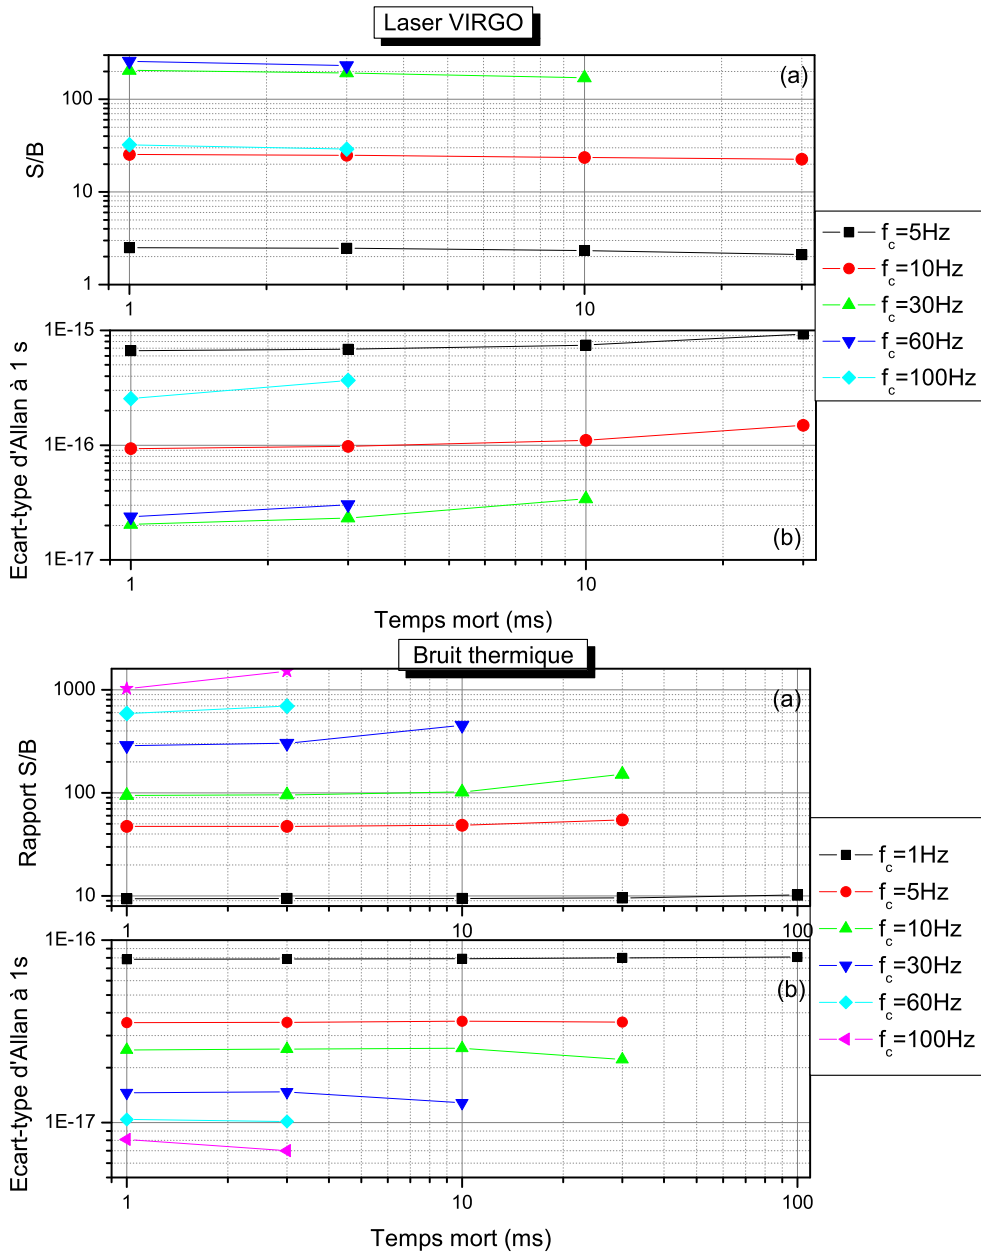 Laser VIRGO
(a)
100
10
1
S/B
1
10
f_c=5Hz
f_c=10Hz
f_c=30Hz
f_c=60Hz
f_c=100Hz
1E-15
1E-16
1E-17
Ecart-type d'Allan à 1 s
(b)
1
10
Temps mort (ms)
Bruit thermique
(a)
1000
100
10
Rapport S/B
1
10
100
f_c=1Hz
f_c=5Hz
f_c=10Hz
f_c=30Hz
f_c=60Hz
f_c=100Hz
1E-16
1E-17
Ecart-type d'Allan à 1s
(b)
1
10
100
Temps mort (ms)